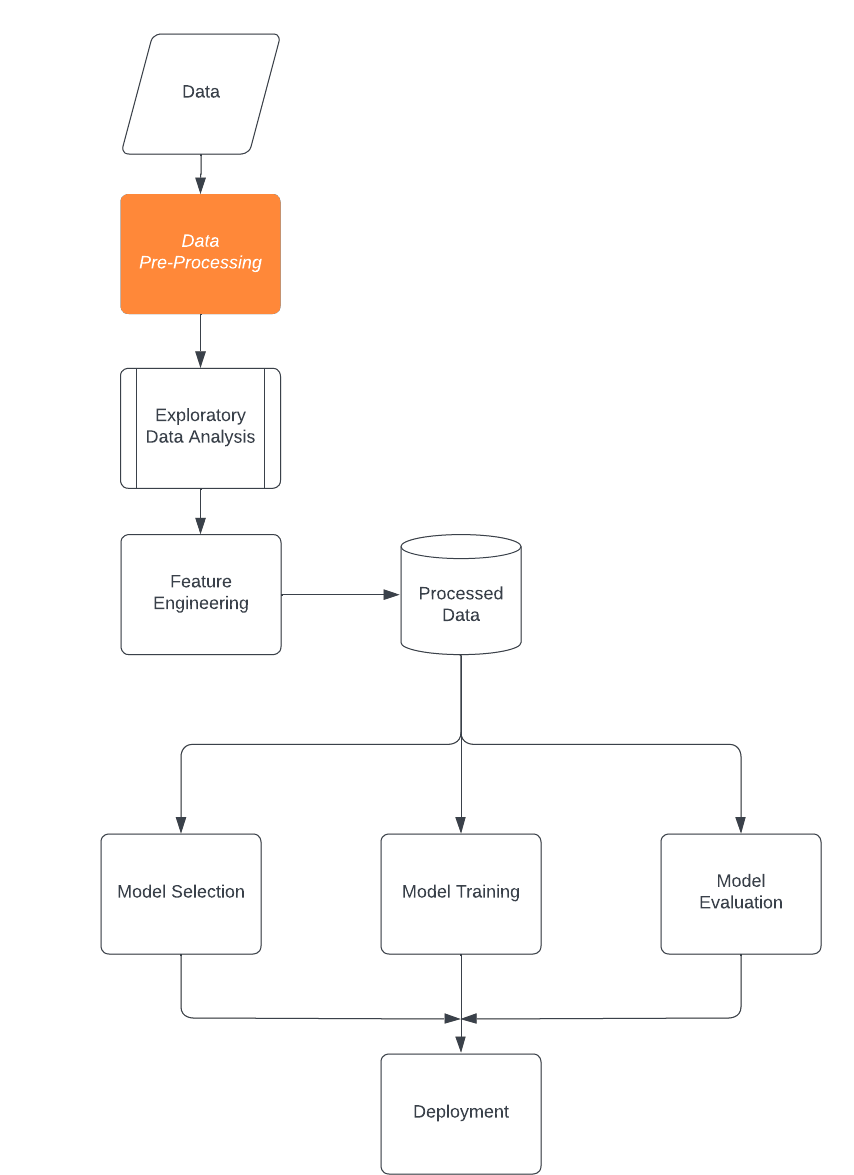 Data
Data
Pre-Processing
Exploratory
Data Analysis
Feature
Engineering
Processed
Data
Model Selection
Model Training
Model
Evaluation
Deployment